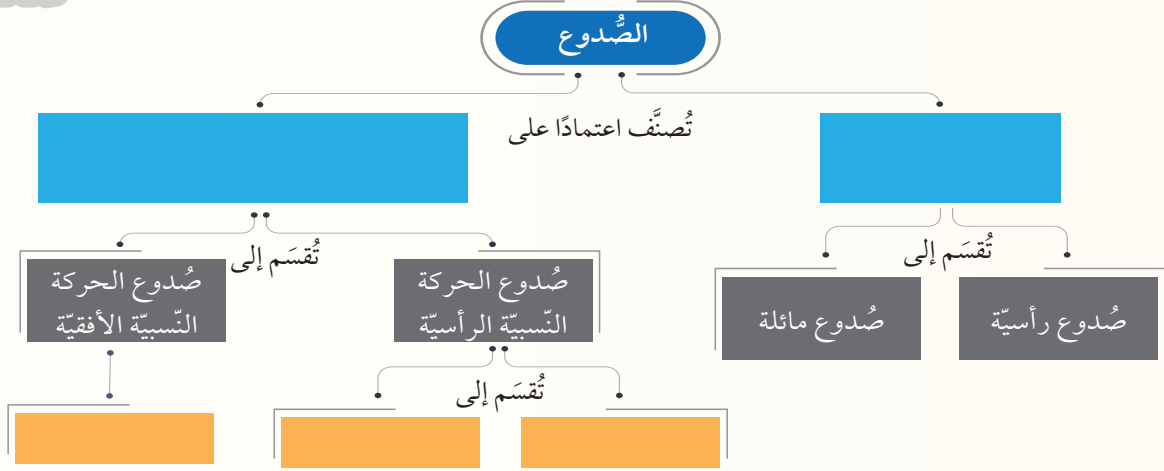 الصُّدوع
تُصنَّف اعتمادًا على
تُقسَم إلى
تُقسَم إلى
صُدوع رأسيّة
صُدوع مائلة
صُدوع الحركة
النّسبيّة الرأسيّة
صُدوع الحركة
النّسبيّة الأفقيّة
تُقسَم إلى